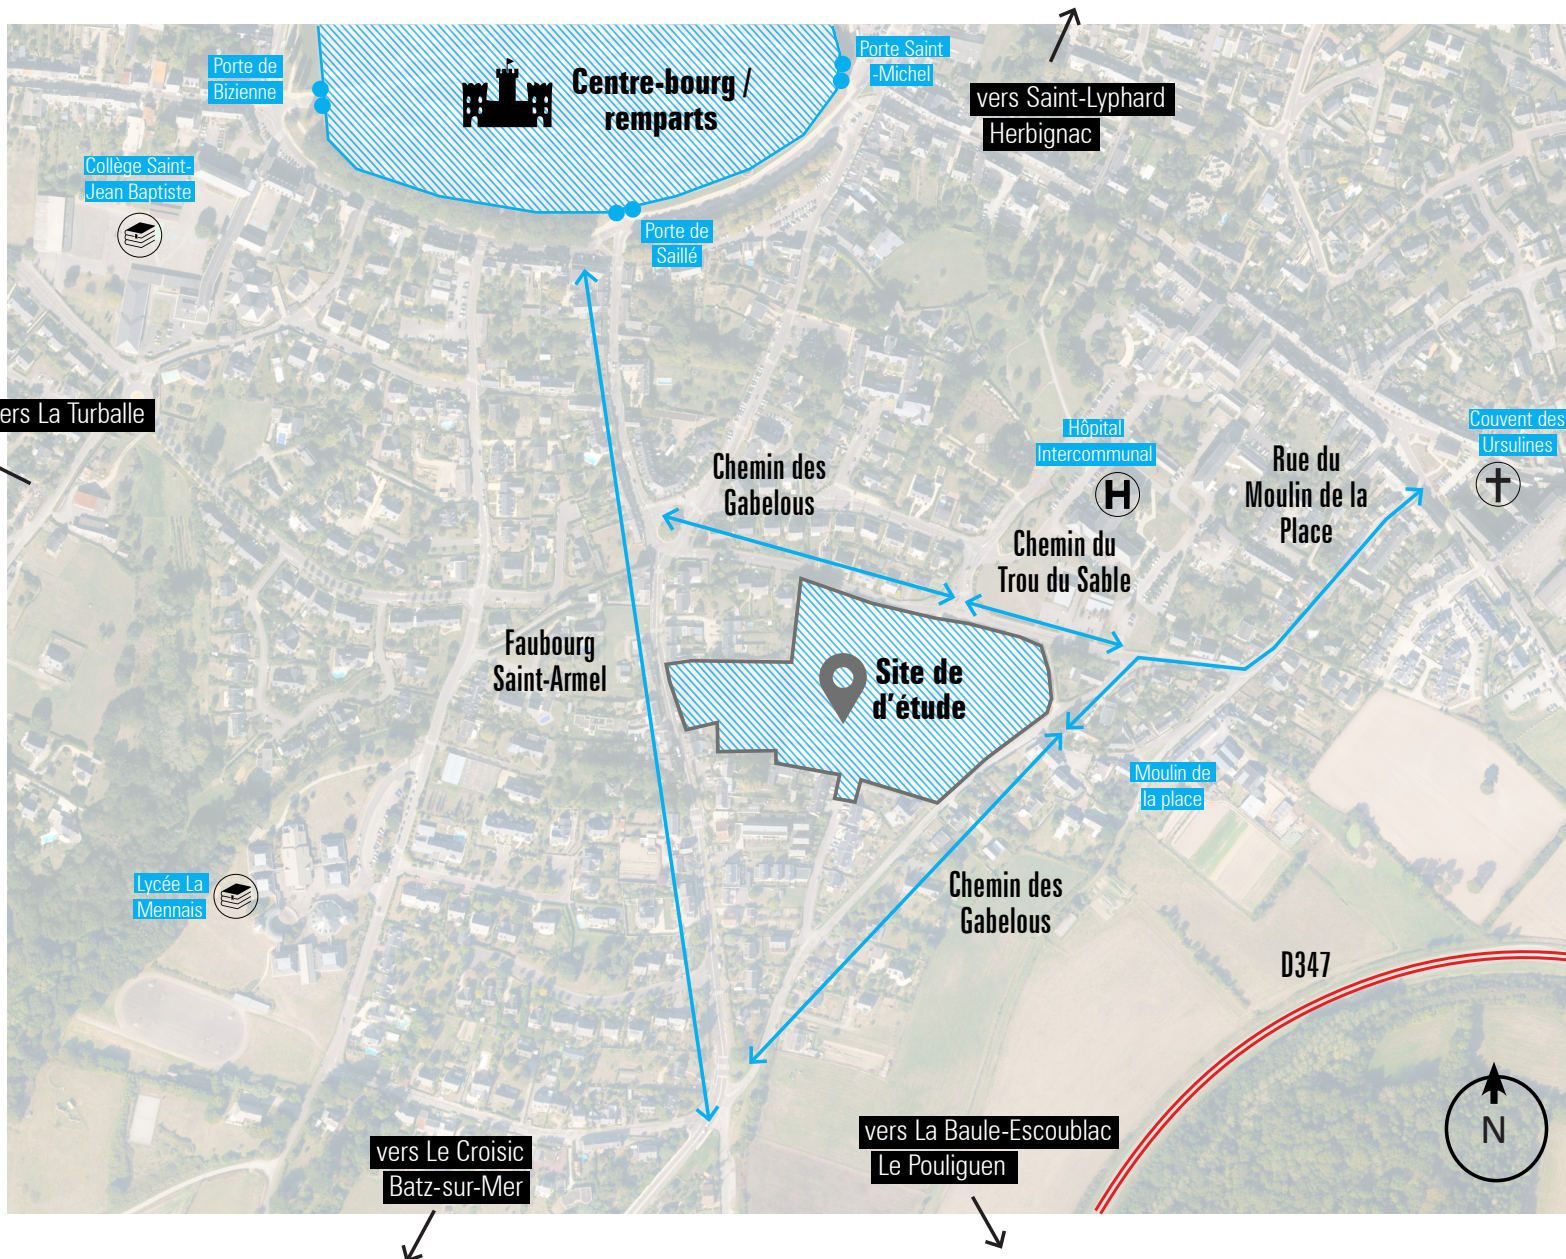 Porte de
Bizienne
Centre-bourg /
remparts
Porte Saint
-Michel
vers Saint-Lyphard
Herbignac
Collège Saint-
Jean Baptiste
Porte de
Saillé
ers La Turballe
Chemin des
Gabelous
Hôpital
Intercommunal
H
Rue du
Moulin de la
Place
Couvent des
Ursulines
Chemin du
Trou du Sable
Faubourg
Saint-Armel
Site de
d'étude
Moulin de
la place
Lycée La
Mennais
Chemin des
Gabelous
D347
N
vers Le Croisic
Batz-sur-Mer
vers La Baule-Escoublac
Le Pouliguen